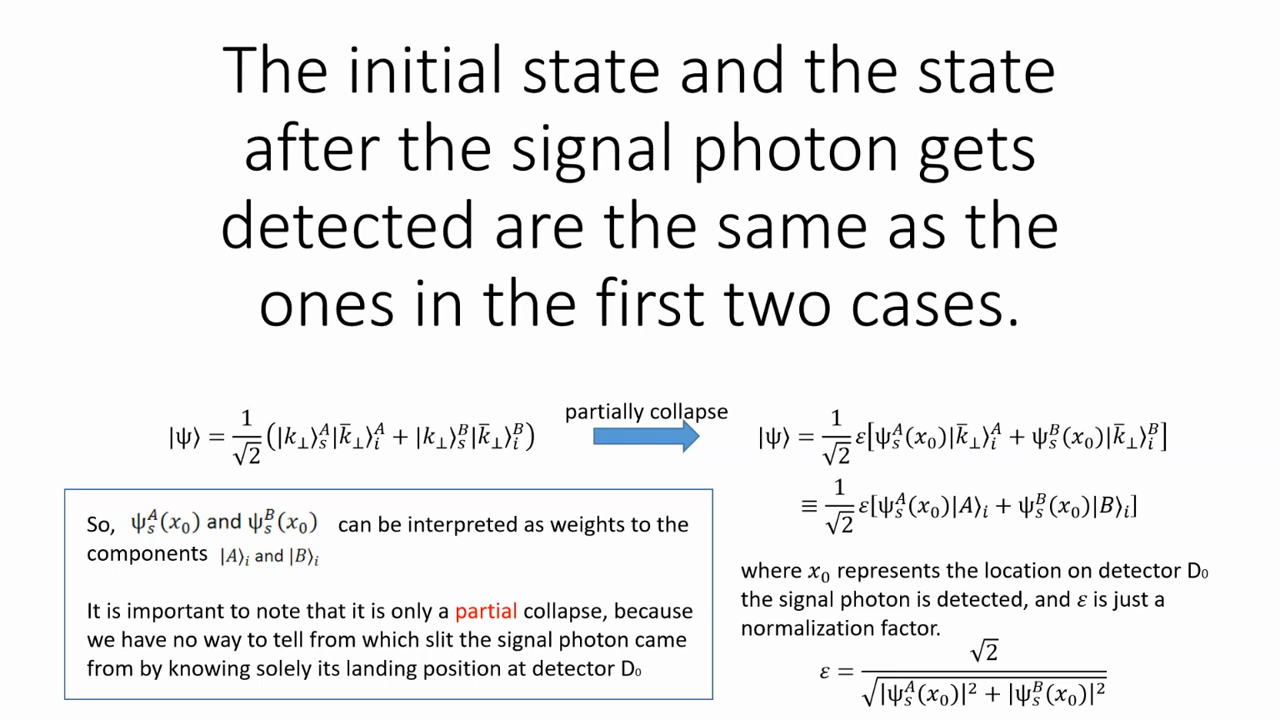 The initial state and the state
after the signal photon gets
detected are the same as the
ones in the first two cases.
|ψ⟩ = 1/√2 (|k⊥⟩ₛᴬ|k̄⊥⟩ᵢᴬ + |k⊥⟩ₛᴮ|k̄⊥⟩ᵢᴮ)
partially collapse
|ψ⟩ = 1/√2 ε[ψₛᴬ(x₀)|k̄⊥⟩ᵢᴬ + ψₛᴮ(x₀)|k̄⊥⟩ᵢᴮ]
≡ 1/√2 ε[ψₛᴬ(x₀)|A⟩ᵢ + ψₛᴮ(x₀)|B⟩ᵢ]
So, ψₛᴬ(x₀) and ψₛᴮ(x₀) can be interpreted as weights to the
components |A⟩ᵢ and |B⟩ᵢ
It is important to note that it is only a partial collapse, because
we have no way to tell from which slit the signal photon came
from by knowing solely its landing position at detector D₀
where x₀ represents the location on detector D₀
the signal photon is detected, and ε is just a
normalization factor.
ε = √2 / √(|ψₛᴬ(x₀)|² + |ψₛᴮ(x₀)|²)